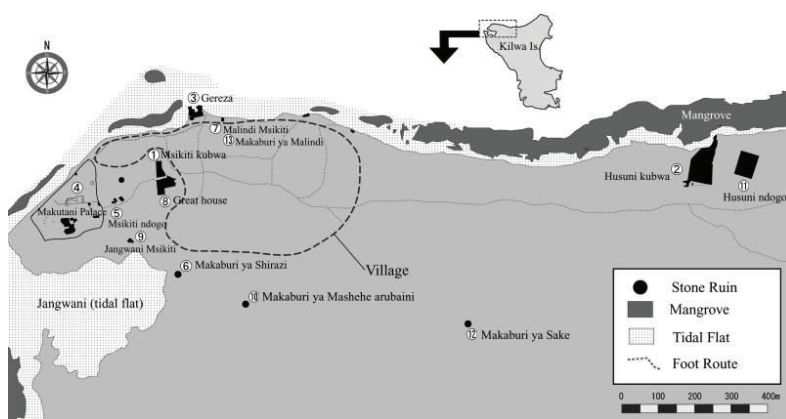 N
Kilwa Is.
③ Gereza
Mangrove
⑦ Malindi Msikiti
⑬ Makaburi ya Malindi
① Msikiti kubwa
②
Husuni kubwa
⑪
Husuni ndogo
④
Makutani Palace
⑤
Msikiti ndogo
⑧
Great house
⑨
Jangwani Msikiti
Village
⑥ Makaburi ya Shirazi
Jangwani (tidal flat)
⑩ Makaburi ya Mashehe arubaini
⑫ Makaburi ya Sake
Stone Ruin
Mangrove
Tidal Flat
Foot Route
0 100 200 300 400m